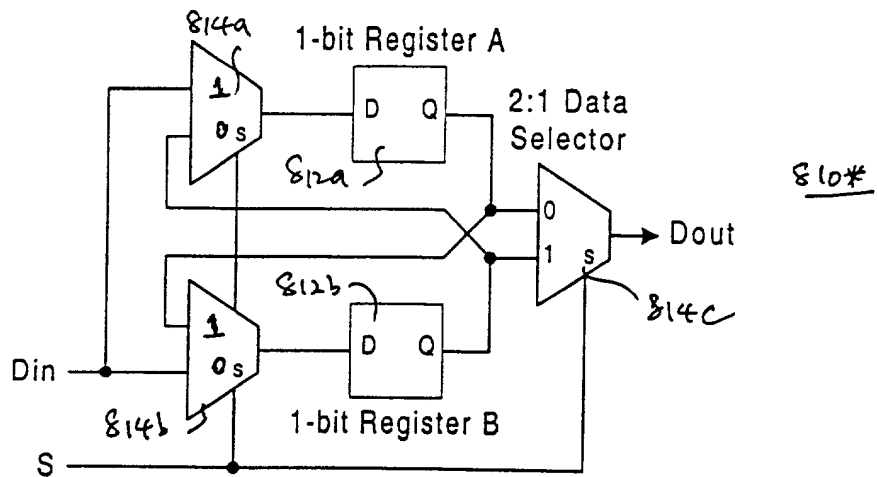 814a
1-bit Register A
1
0 s
D Q
812a
2:1 Data
Selector
810*
0
1 s
Dout
814c
812b
1
0 s
D Q
Din
814b
1-bit Register B
S